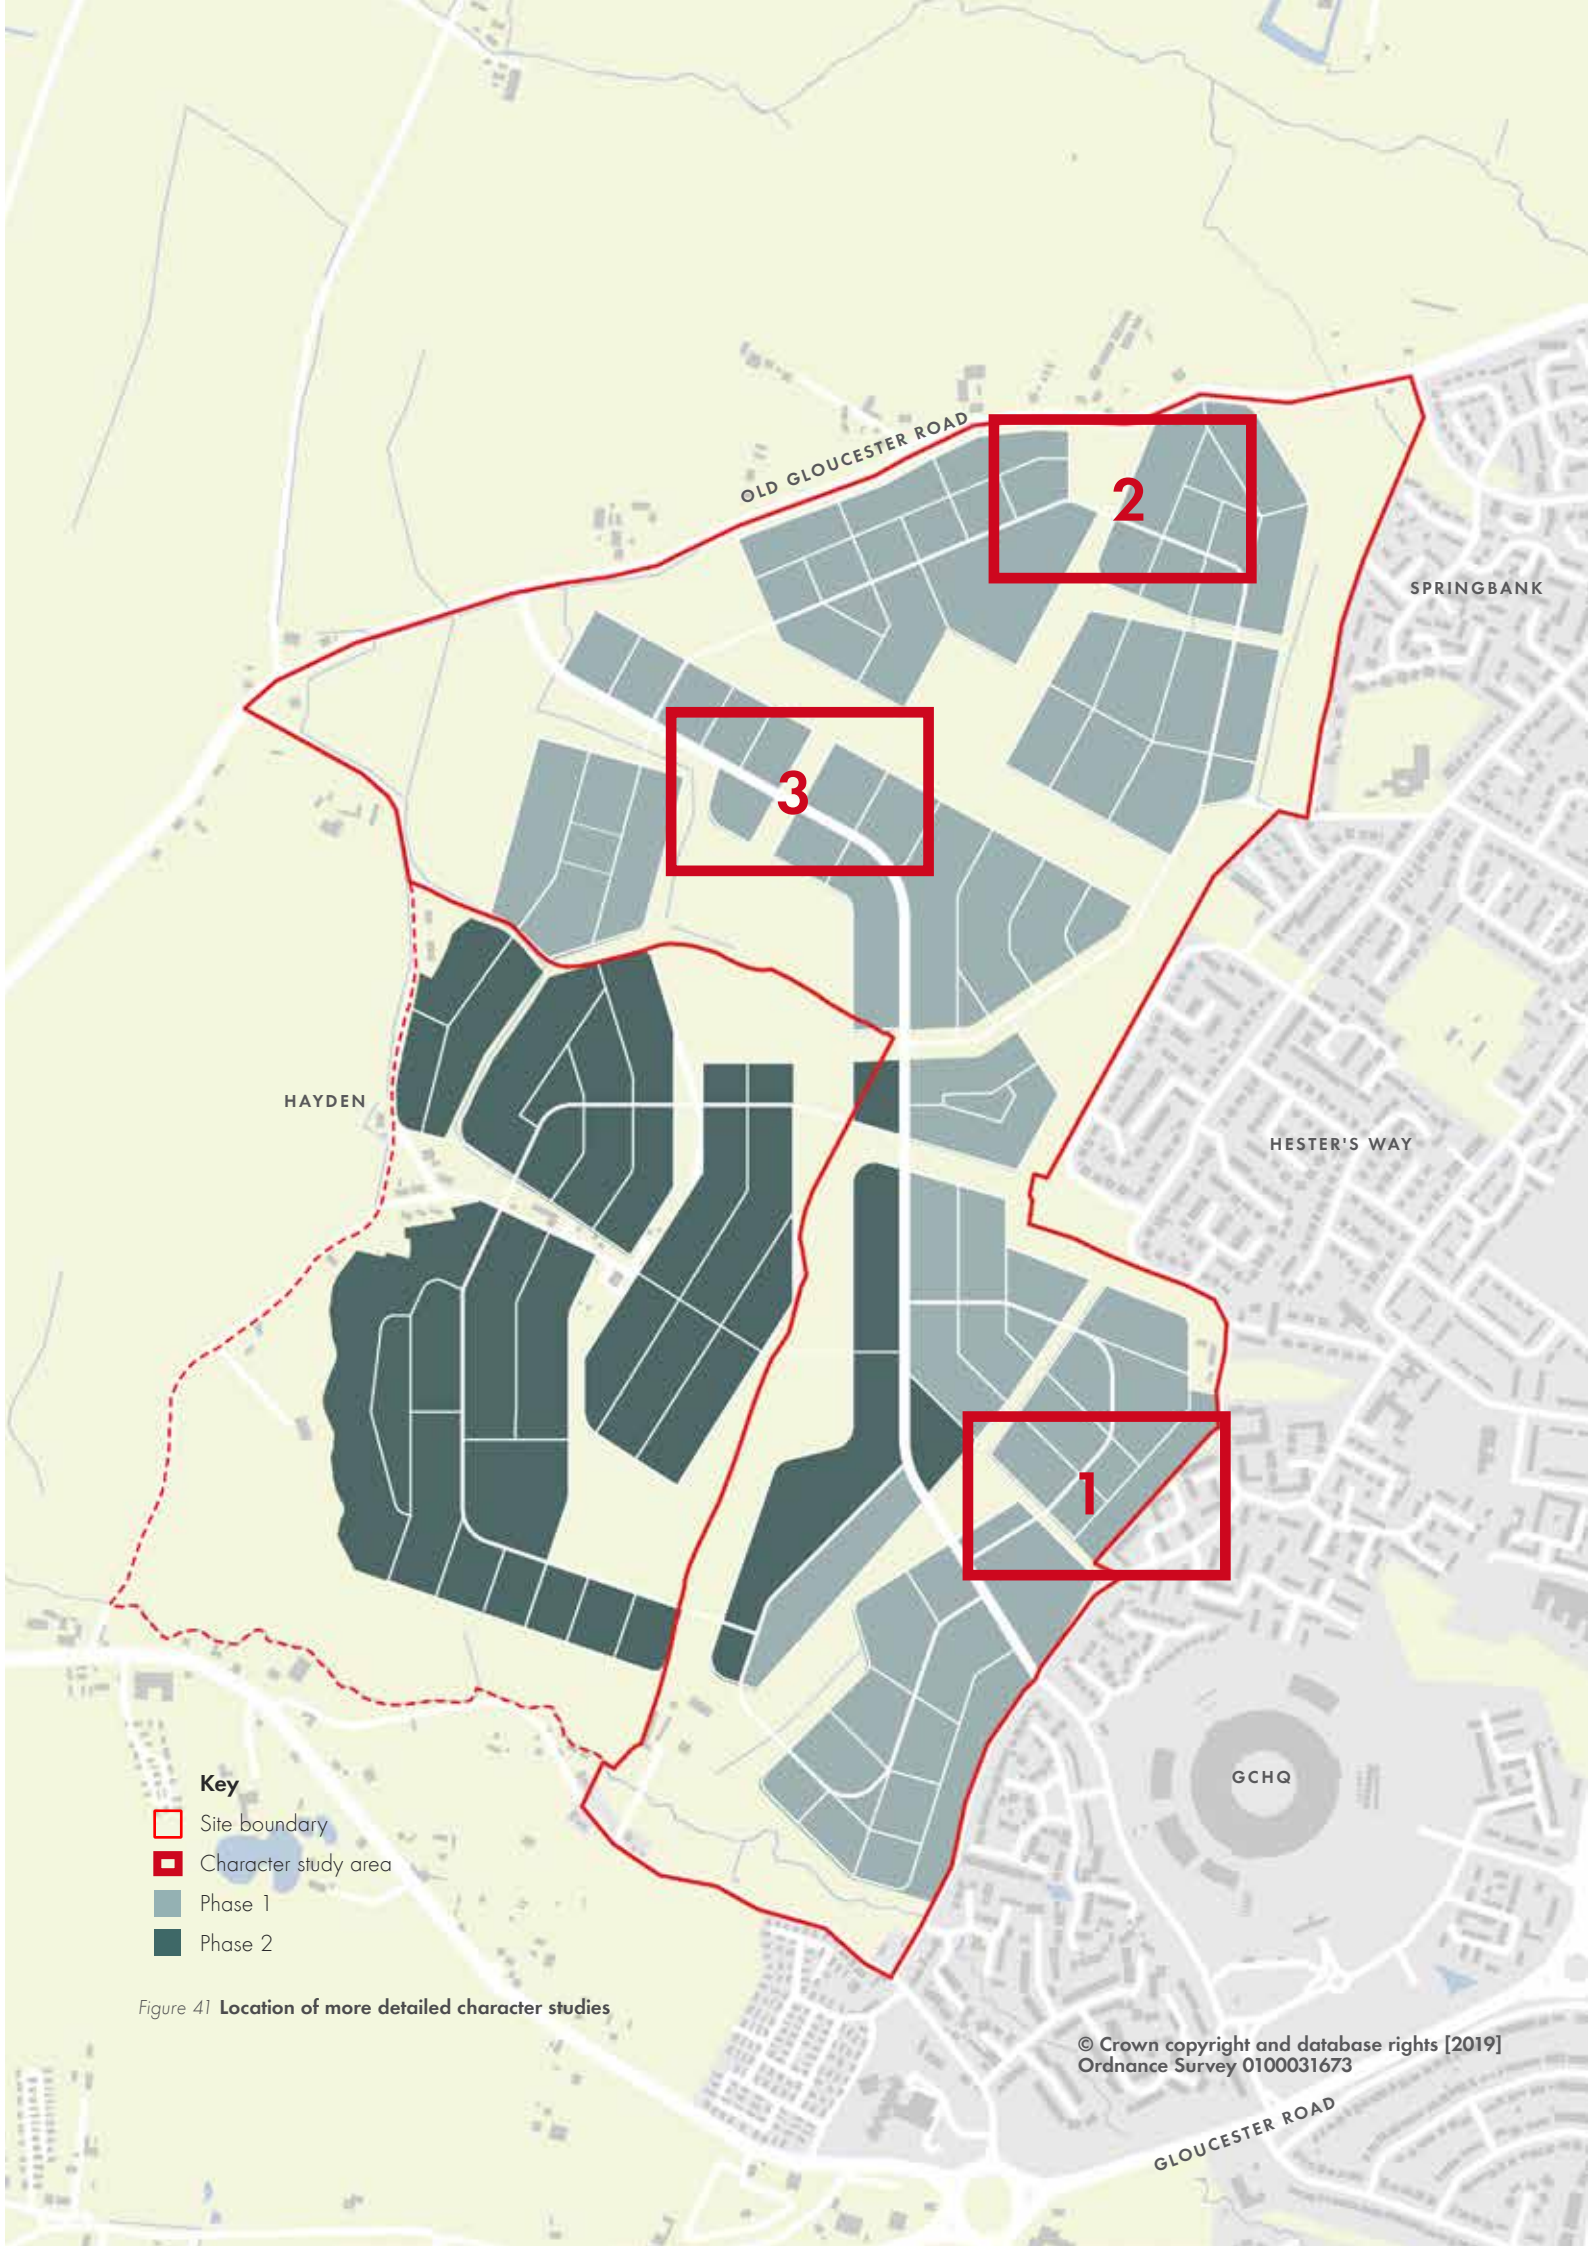 OLD GLOUCESTER ROAD
2
SPRINGBANK
3
HAYDEN
HESTER'S WAY
1
GCHQ
Key
Site boundary
Character study area
Phase 1
Phase 2
Figure 41 Location of more detailed character studies
© Crown copyright and database rights [2019]
Ordnance Survey 0100031673
GLOUCESTER ROAD